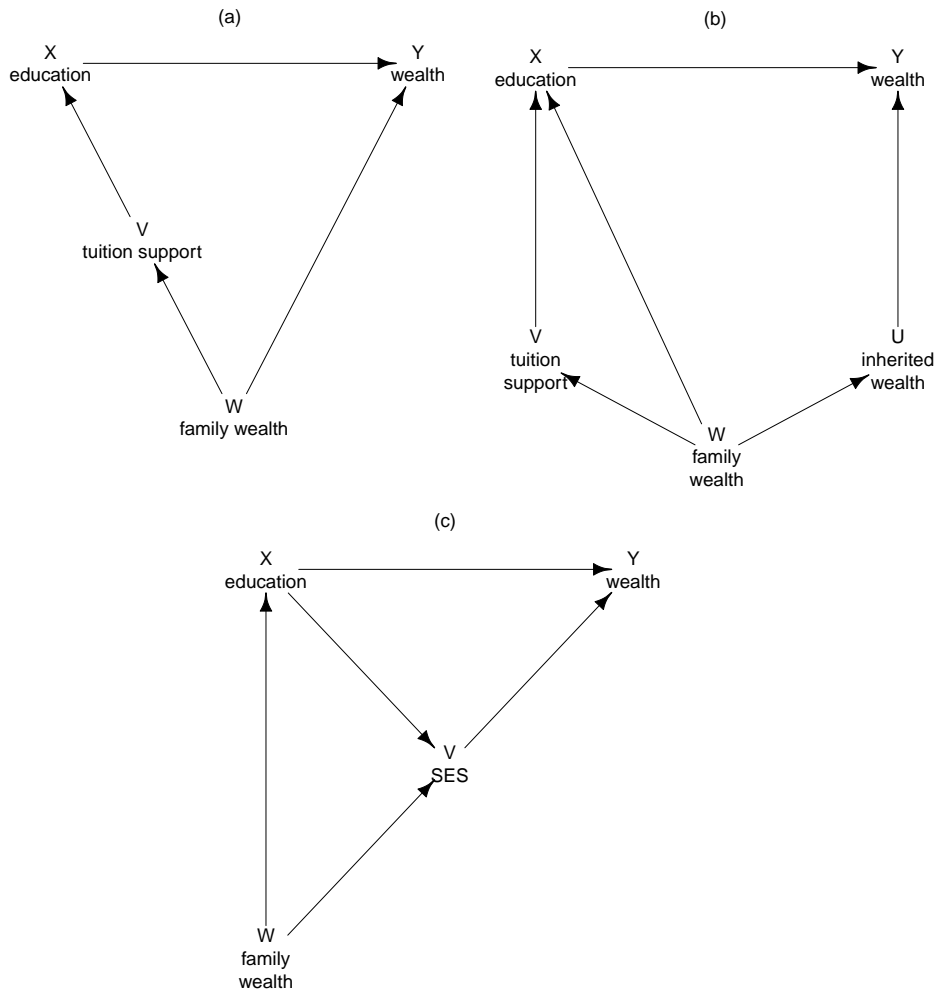 (a)
X
education
Y
wealth
V
tuition support
W
family wealth
(b)
X
education
Y
wealth
V
tuition
support
U
inherited
wealth
W
family
wealth
(c)
X
education
Y
wealth
V
SES
W
family
wealth